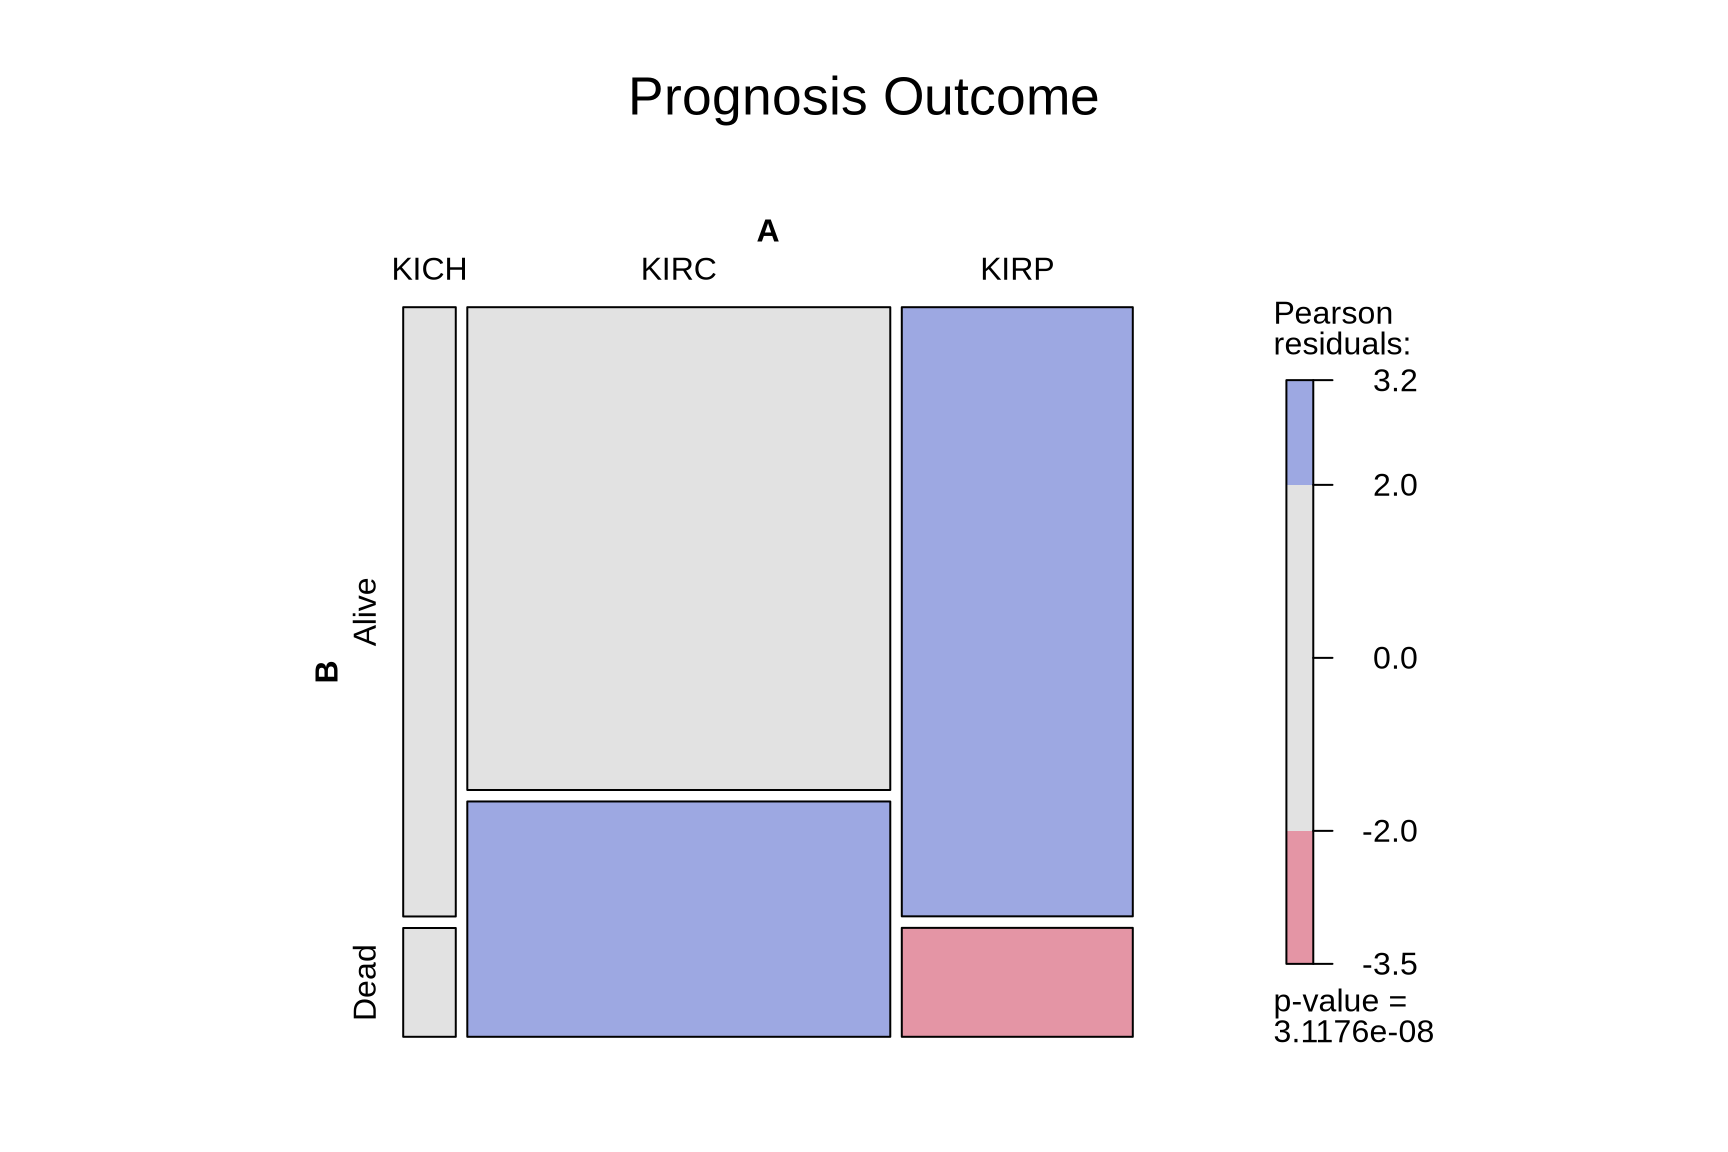 Prognosis Outcome
A
KICH KIRC KIRP
B
Alive
Dead
Pearson
residuals:
3.2
2.0
0.0
-2.0
-3.5
p-value =
3.1176e-08